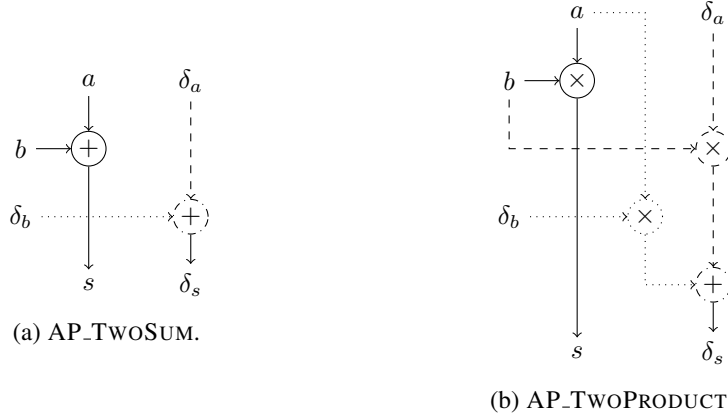 a
δ_a
b
+
δ_b
+
s
δ_s
(a) AP_TWOSUM.
a
δ_a
b
×
×
δ_b
×
+
s
δ_s
(b) AP_TWOPRODUCT